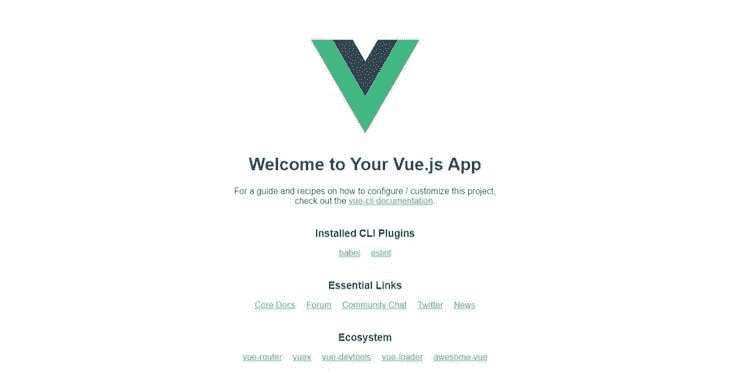 Welcome to Your Vue.js App
For a guide and recipes on how to configure / customize this project,
check out the vue-cli documentation.
Installed CLI Plugins
babel eslint
Essential Links
Core Docs Forum Community Chat Twitter News
Ecosystem
vue-router vuex vue-devtools vue-loader awesome-vue